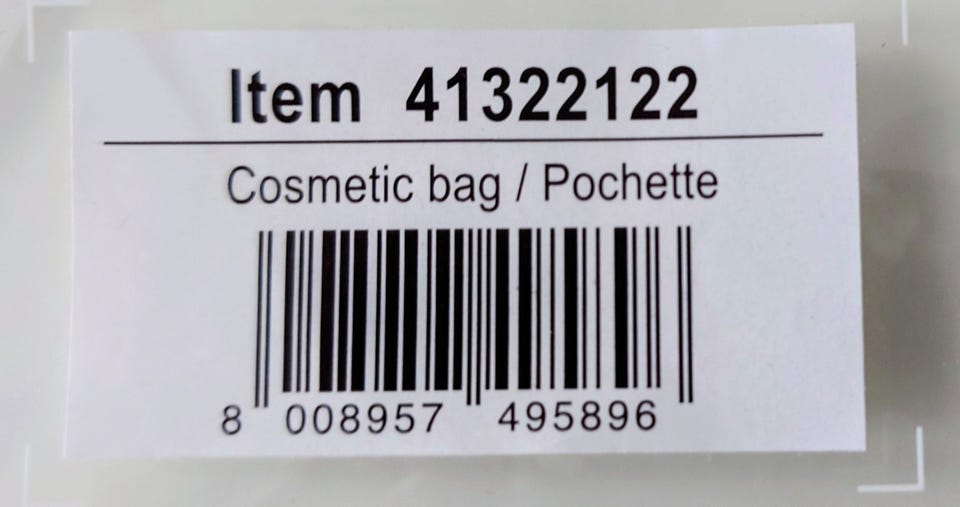 Item 41322122
Cosmetic bag / Pochette
8 008957 495896